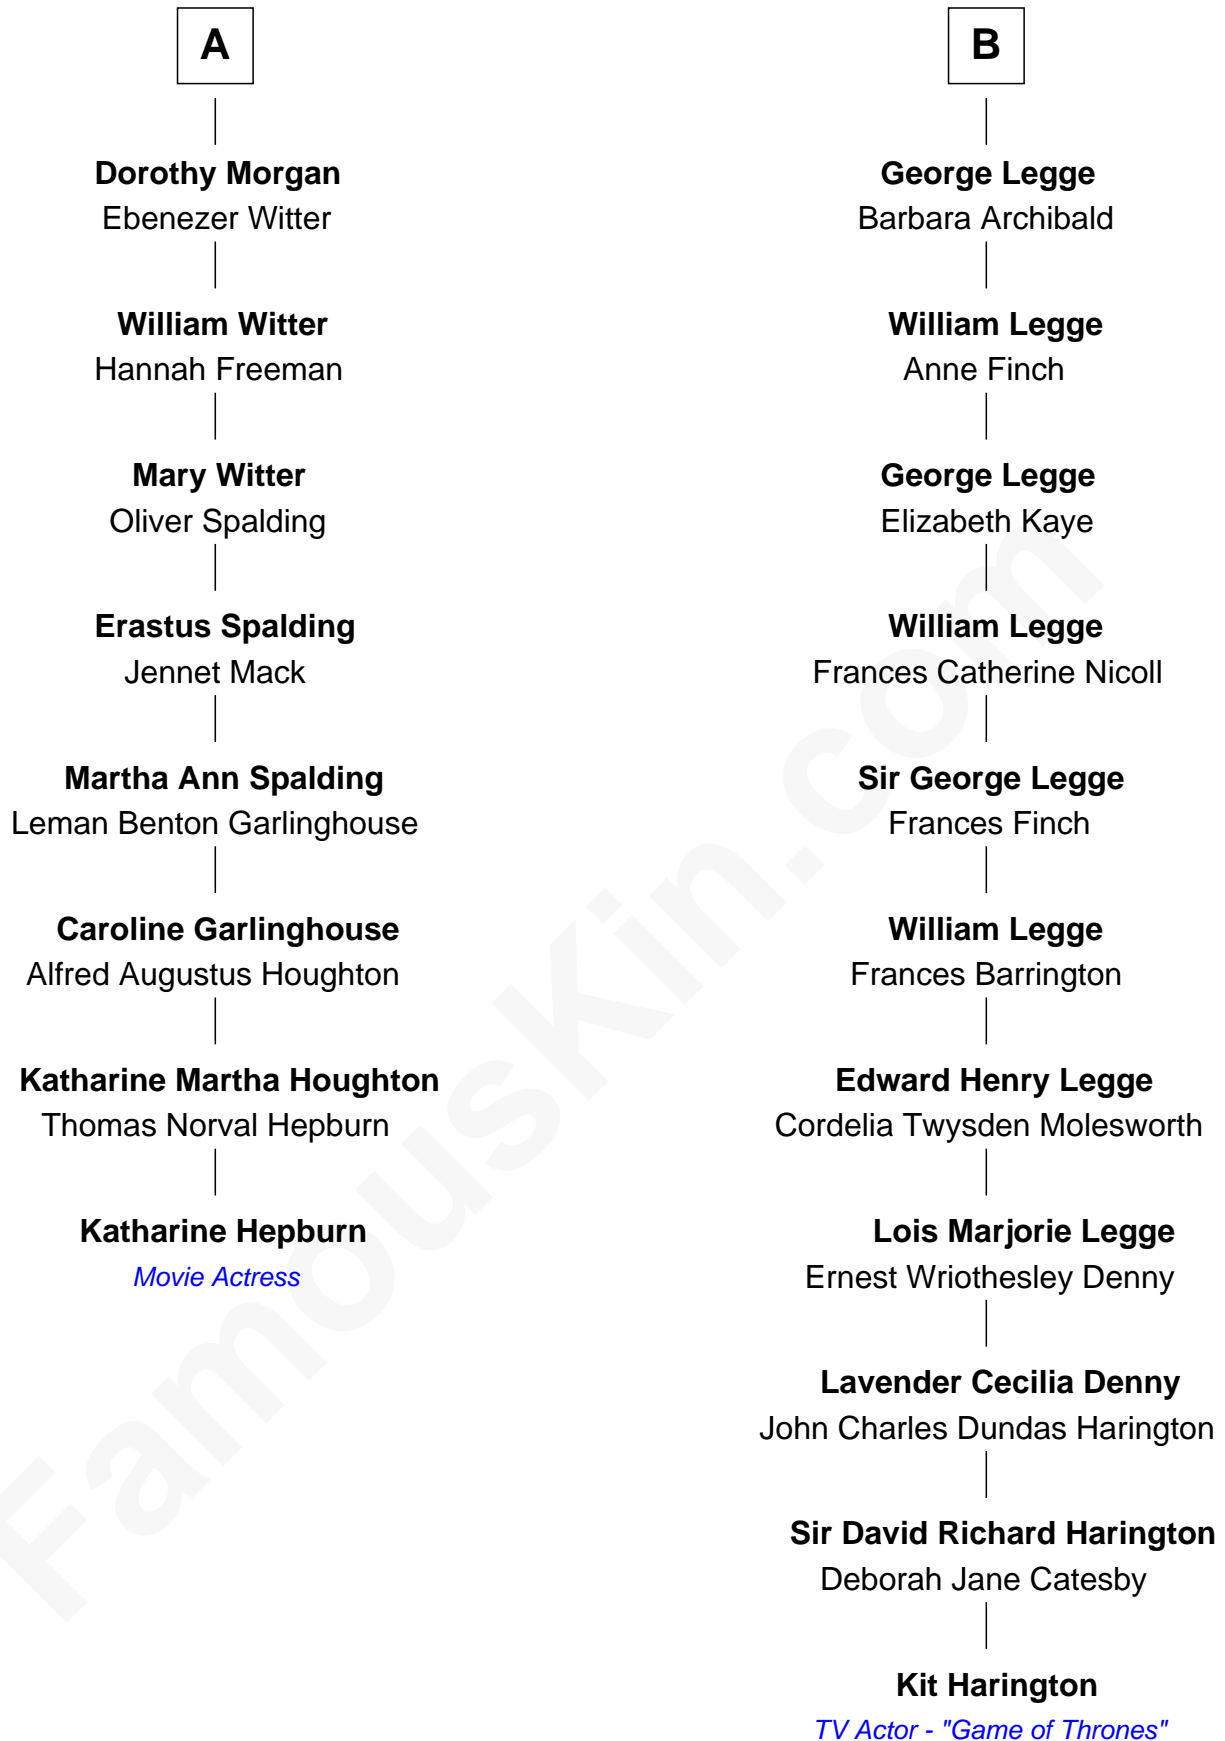 A
Dorothy Morgan
Ebenezer Witter
William Witter
Hannah Freeman
Mary Witter
Oliver Spalding
Erastus Spalding
Jennet Mack
Martha Ann Spalding
Leman Benton Garlinghouse
Caroline Garlinghouse
Alfred Augustus Houghton
Katharine Martha Houghton
Thomas Norval Hepburn
Katharine Hepburn
Movie Actress
B
George Legge
Barbara Archibald
William Legge
Anne Finch
George Legge
Elizabeth Kaye
William Legge
Frances Catherine Nicoll
Sir George Legge
Frances Finch
William Legge
Frances Barrington
Edward Henry Legge
Cordelia Twysden Molesworth
Lois Marjorie Legge
Ernest Wriothesley Denny
Lavender Cecilia Denny
John Charles Dundas Harington
Sir David Richard Harington
Deborah Jane Catesby
Kit Harington
TV Actor - "Game of Thrones"
FamousKin.com